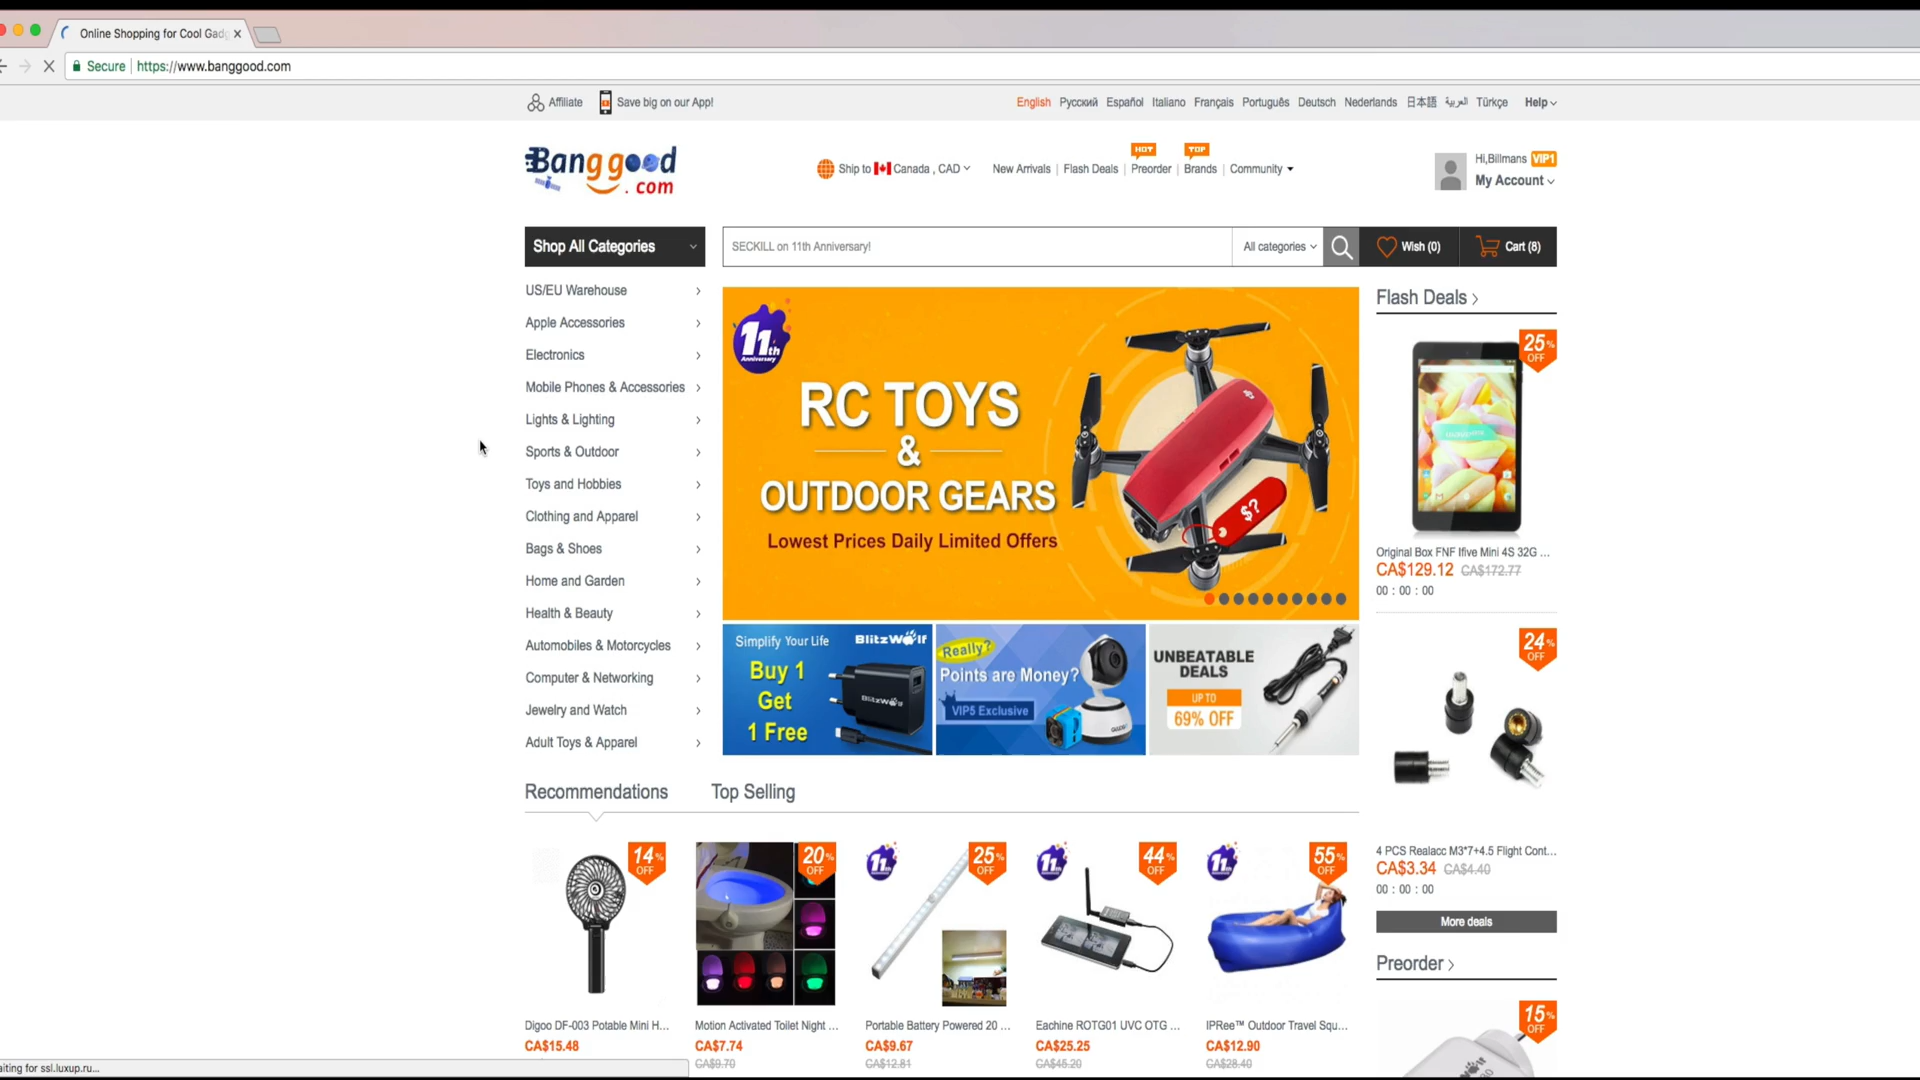 Online Shopping for Cool Gadg
Secure https://www.banggood.com
Affiliate Save big on our App!
English Русский Español Italiano Français Português Deutsch Nederlands 日本語 العربية Türkçe Help
Banggood
.com
Ship to Canada , CAD
New Arrivals Flash Deals Preorder Brands Community
HOT TOP
Hi,Billmans VIP1
My Account
Shop All Categories
SECKILL on 11th Anniversary!
All categories
Wish (0)
Cart (8)
US/EU Warehouse
Apple Accessories
Electronics
Mobile Phones & Accessories
Lights & Lighting
Sports & Outdoor
Toys and Hobbies
Clothing and Apparel
Bags & Shoes
Home and Garden
Health & Beauty
Automobiles & Motorcycles
Computer & Networking
Jewelry and Watch
Adult Toys & Apparel
11th
Anniversary
RC TOYS
&
OUTDOOR GEARS
Lowest Prices Daily Limited Offers
$?
Simplify Your Life BlitzWolf
Buy 1
Get
1 Free
BlitzWolf
Really?
Points are Money?
VIP5 Exclusive
UNBEATABLE
DEALS
UP TO
69% OFF
Flash Deals
25%
OFF
Original Box FNF Ifive Mini 4S 32G ...
CA$129.12 CA$172.77
00 : 00 : 00
24%
OFF
4 PCS Realacc M3*7+4.5 Flight Cont...
CA$3.34 CA$4.40
00 : 00 : 00
More deals
Preorder
15%
OFF
Recommendations Top Selling
14%
OFF
Digoo DF-003 Potable Mini H...
CA$15.48
20%
OFF
Motion Activated Toilet Night ...
CA$7.74
CA$9.70
11th
25%
OFF
Portable Battery Powered 20 ...
CA$9.67
CA$12.81
11th
44%
OFF
Eachine ROTG01 UVC OTG ...
CA$25.25
CA$45.20
11th
55%
OFF
IPRee™ Outdoor Travel Squ...
CA$12.90
CA$28.40
aiting for ssl.luxup.ru...